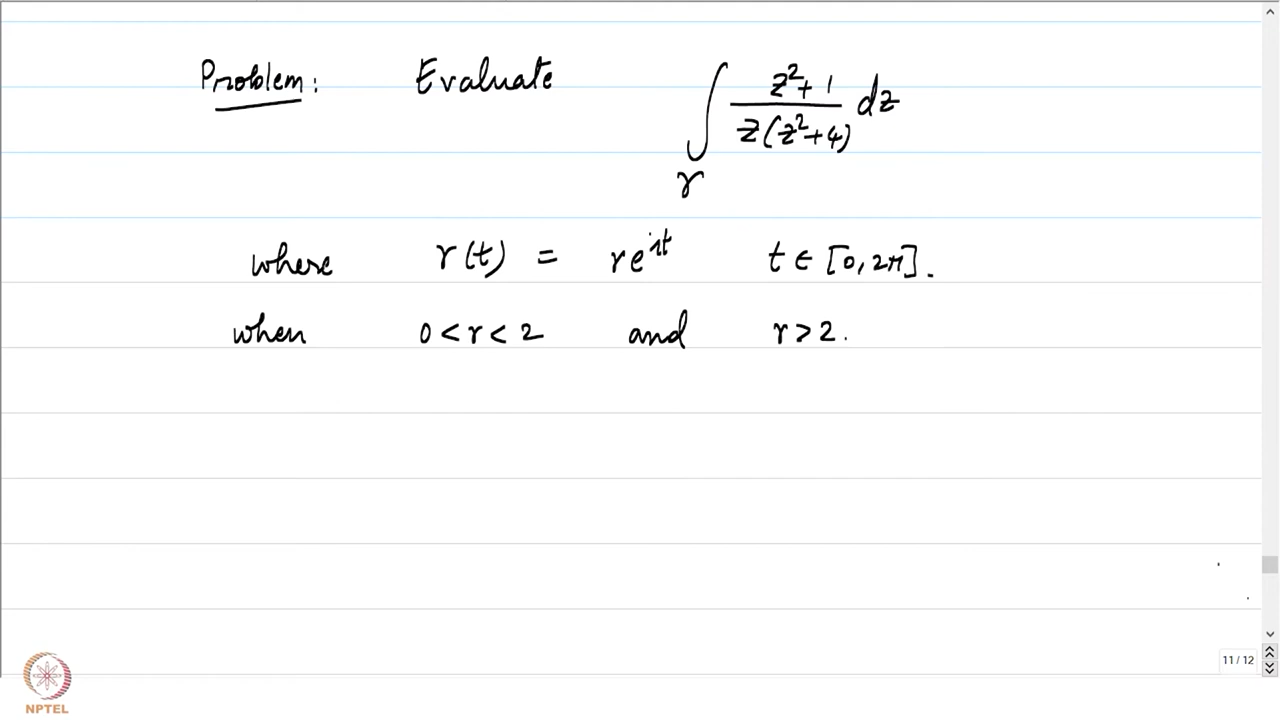 Problem: Evaluate ∫_γ (z²+1)/(z(z²+4)) dz
where γ(t) = re^{it} t ∈ [0, 2π].
when 0 < r < 2 and r > 2.
11 / 12
NPTEL